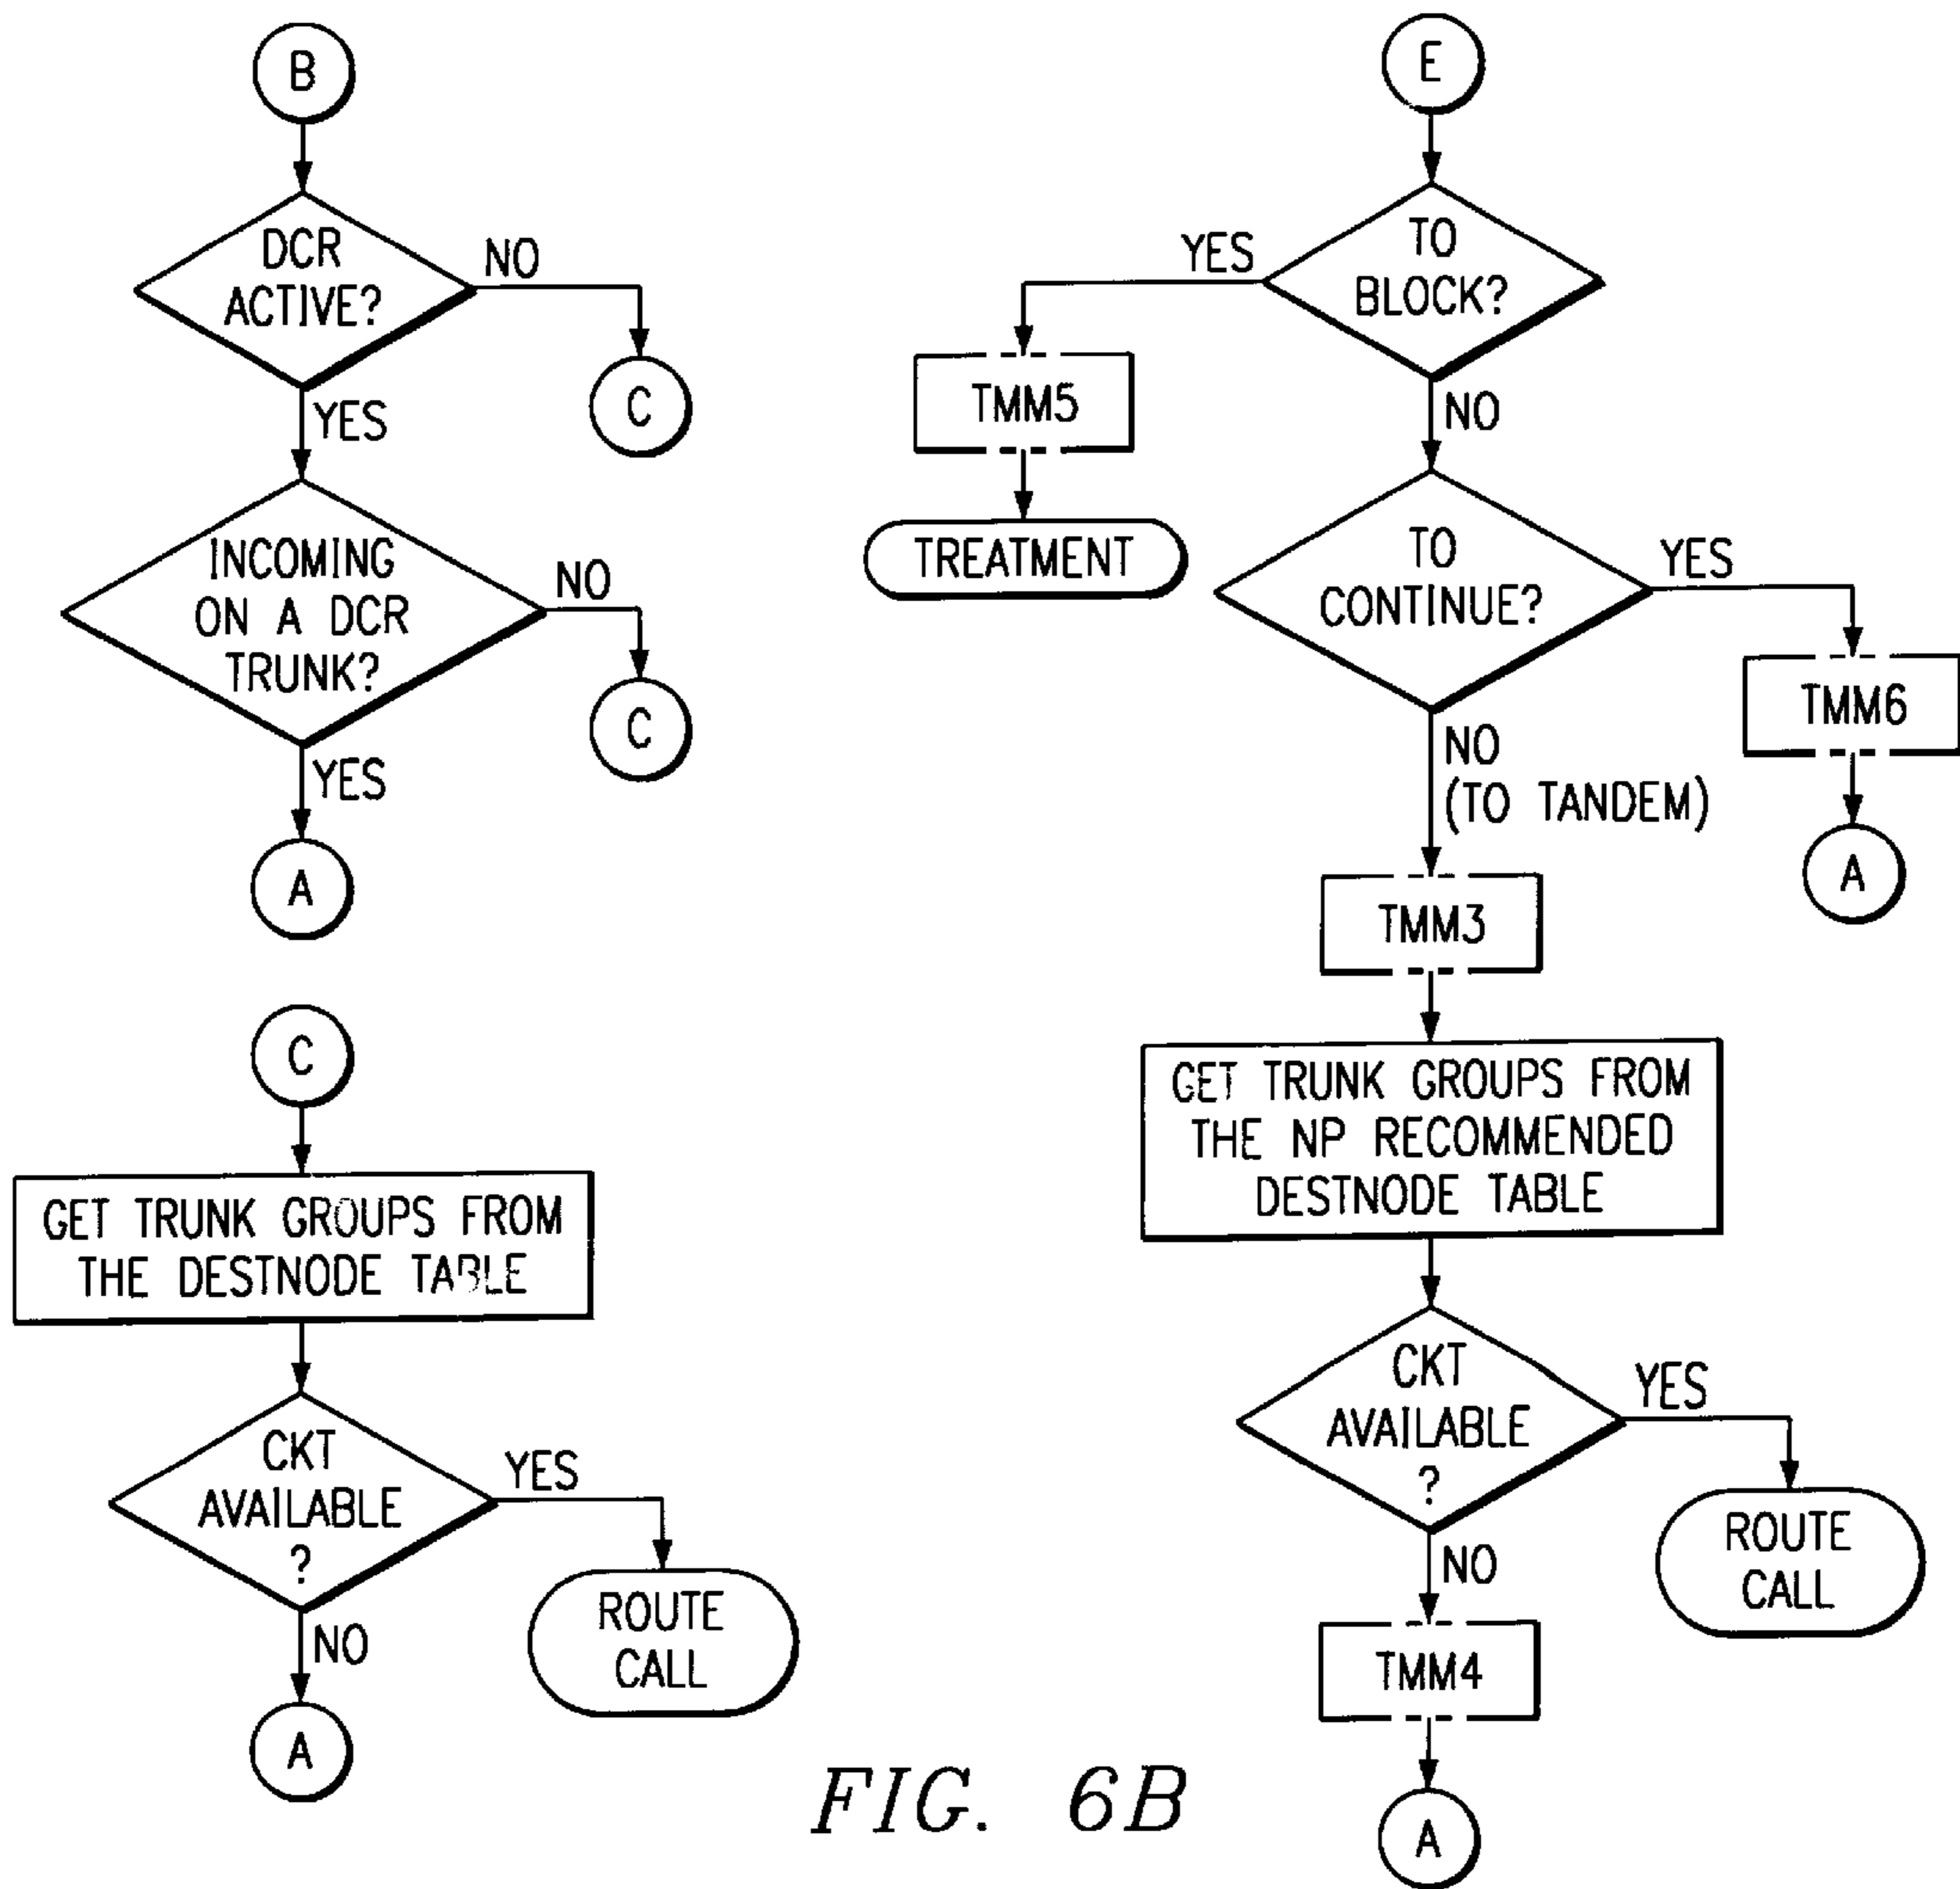 B
DCR
ACTIVE?
NO
C
YES
INCOMING
ON A DCR
TRUNK?
NO
C
YES
A
C
GET TRUNK GROUPS FROM
THE DESTNODE TABLE
CKT
AVAILABLE
?
YES
ROUTE
CALL
NO
A
E
TO
BLOCK?
YES
TMM5
TREATMENT
NO
TO
CONTINUE?
YES
TMM6
A
NO
(TO TANDEM)
TMM3
GET TRUNK GROUPS FROM
THE NP RECOMMENDED
DESTNODE TABLE
CKT
AVAILABLE
?
YES
ROUTE
CALL
NO
TMM4
A
FIG. 6B